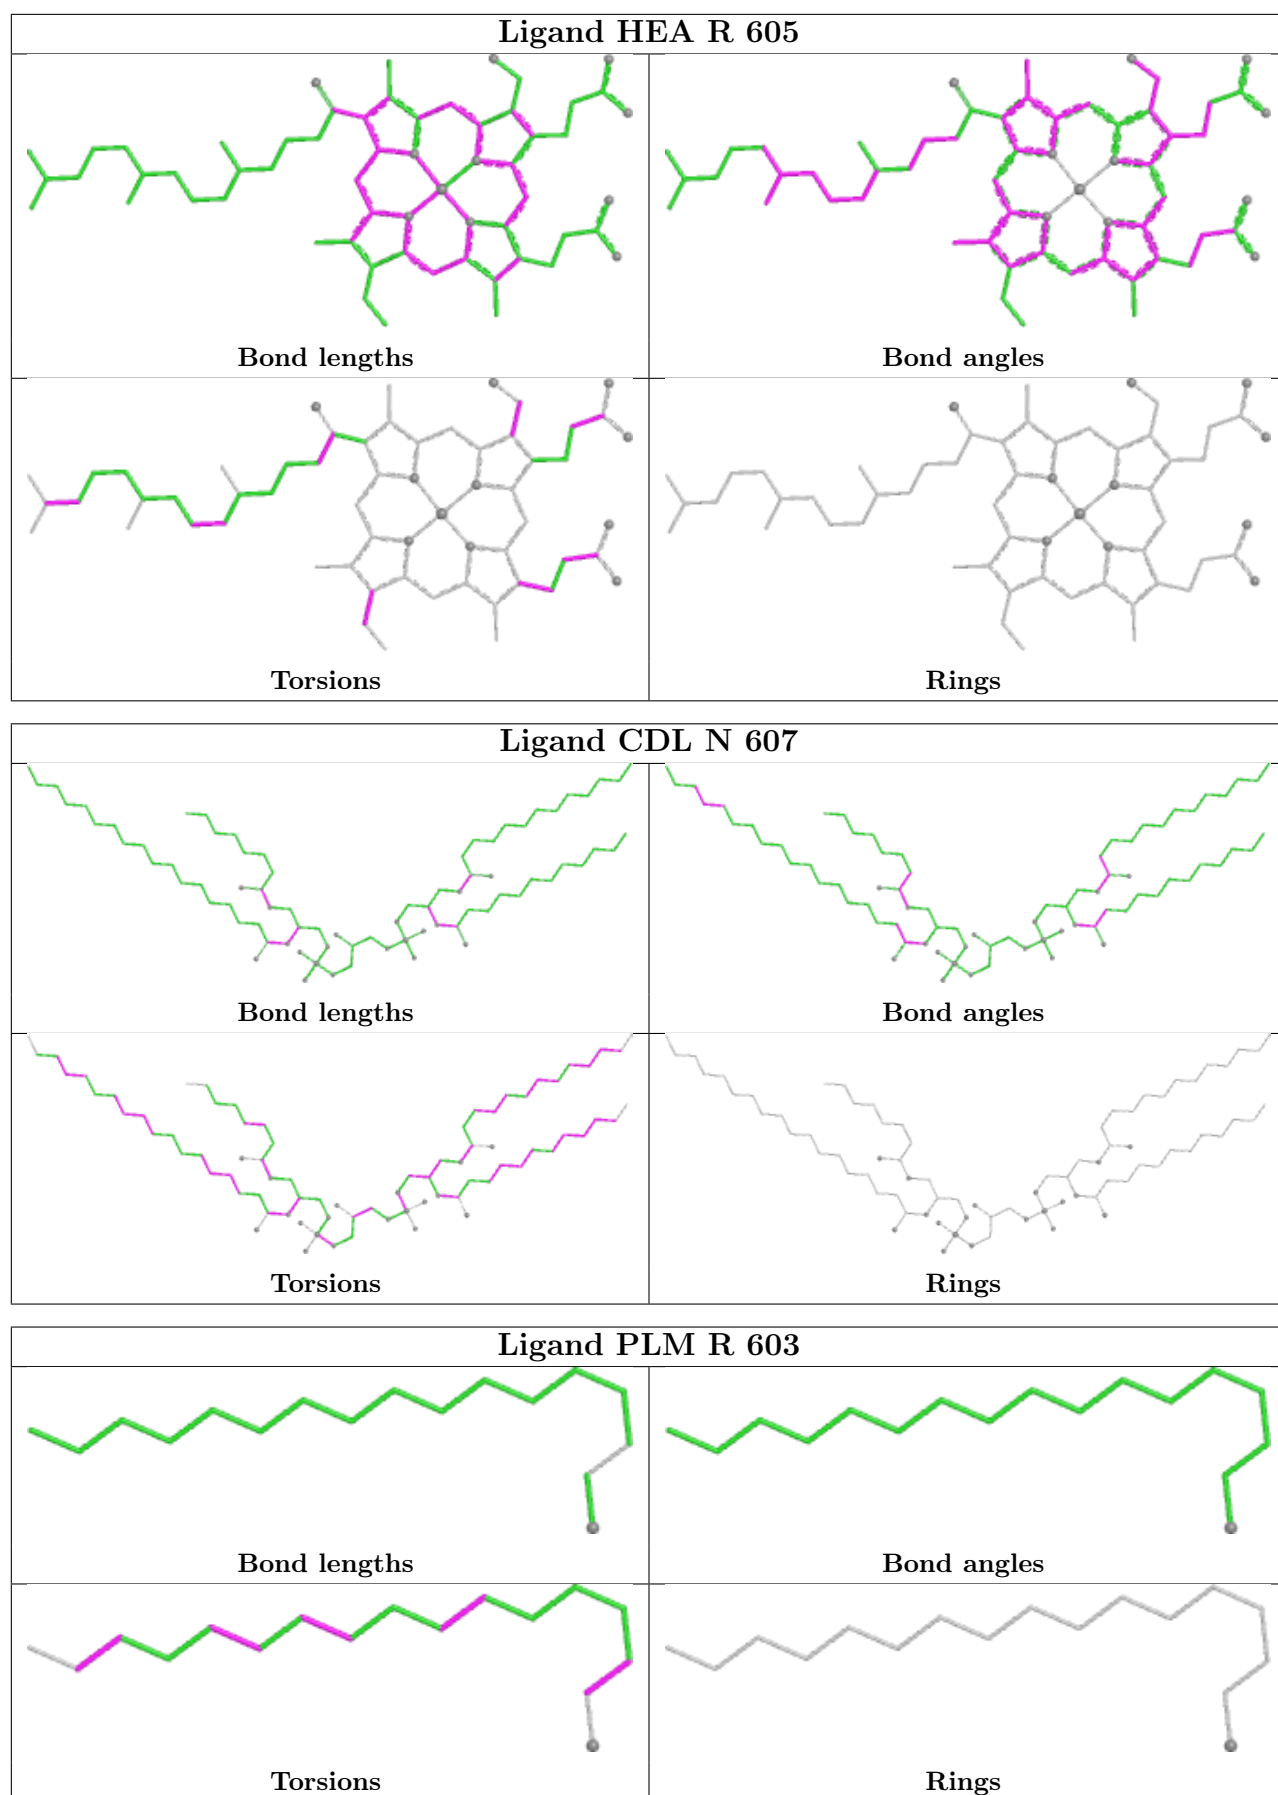 Ligand HEA R 605
Bond lengths
Bond angles
Torsions
Rings
Ligand CDL N 607
Bond lengths
Bond angles
Torsions
Rings
Ligand PLM R 603
Bond lengths
Bond angles
Torsions
Rings